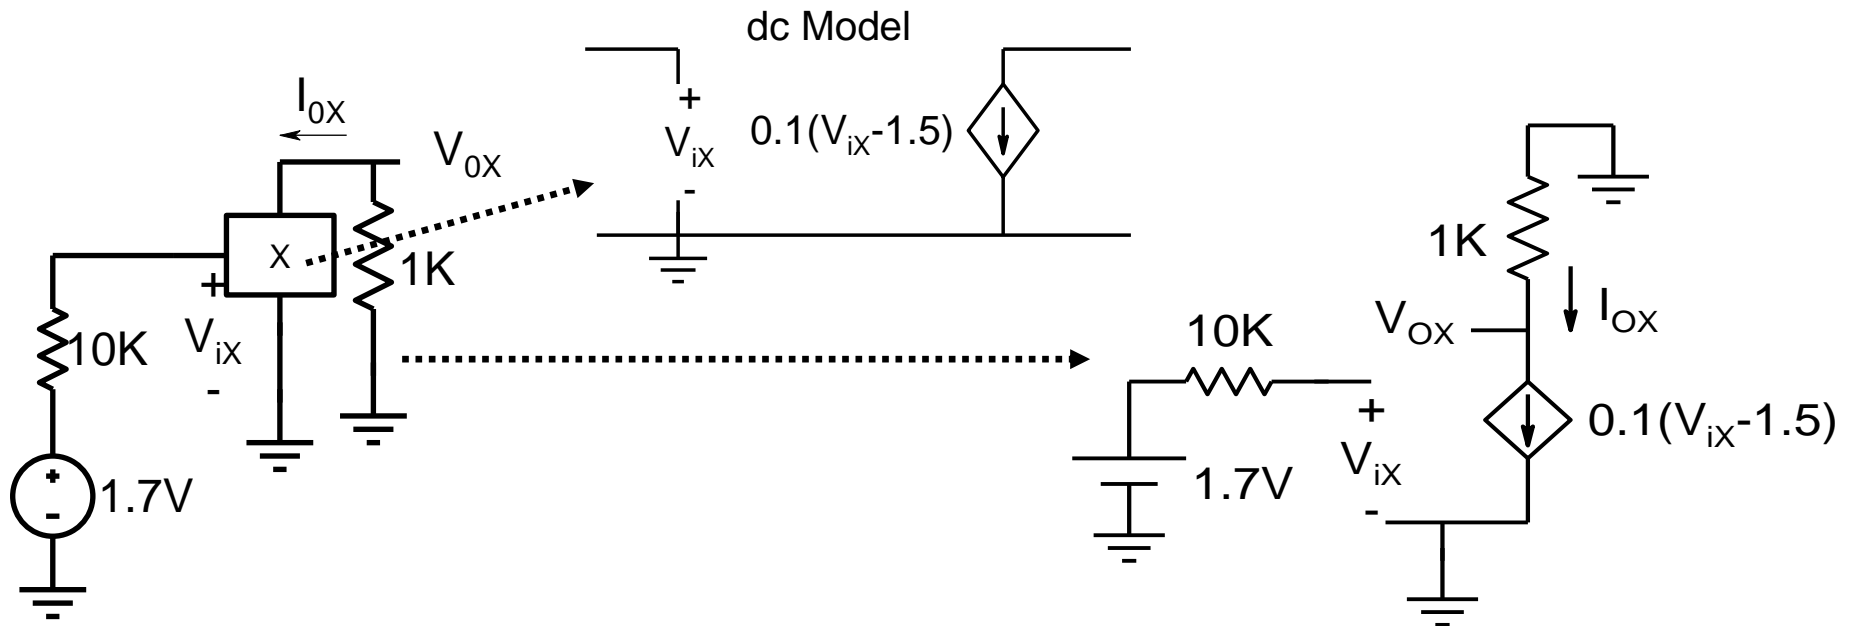 dc Model
I0X
V0X
+
ViX
-
0.1(ViX-1.5)
X
1K
+
ViX
-
10K
+
-
1.7V
1K
IOX
VOX
10K
+
ViX
-
1.7V
0.1(ViX-1.5)